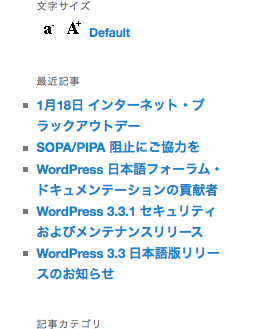 文字サイズ
a- A+ Default
最近記事
1月18日 インターネット・ブ
ラックアウトデー
SOPA/PIPA 阻止にご協力を
WordPress 日本語フォーラム・
ドキュメンテーションの貢献者
WordPress 3.3.1 セキュリティ
およびメンテナンスリリース
WordPress 3.3 日本語版リリー
スのお知らせ
記事カテゴリ